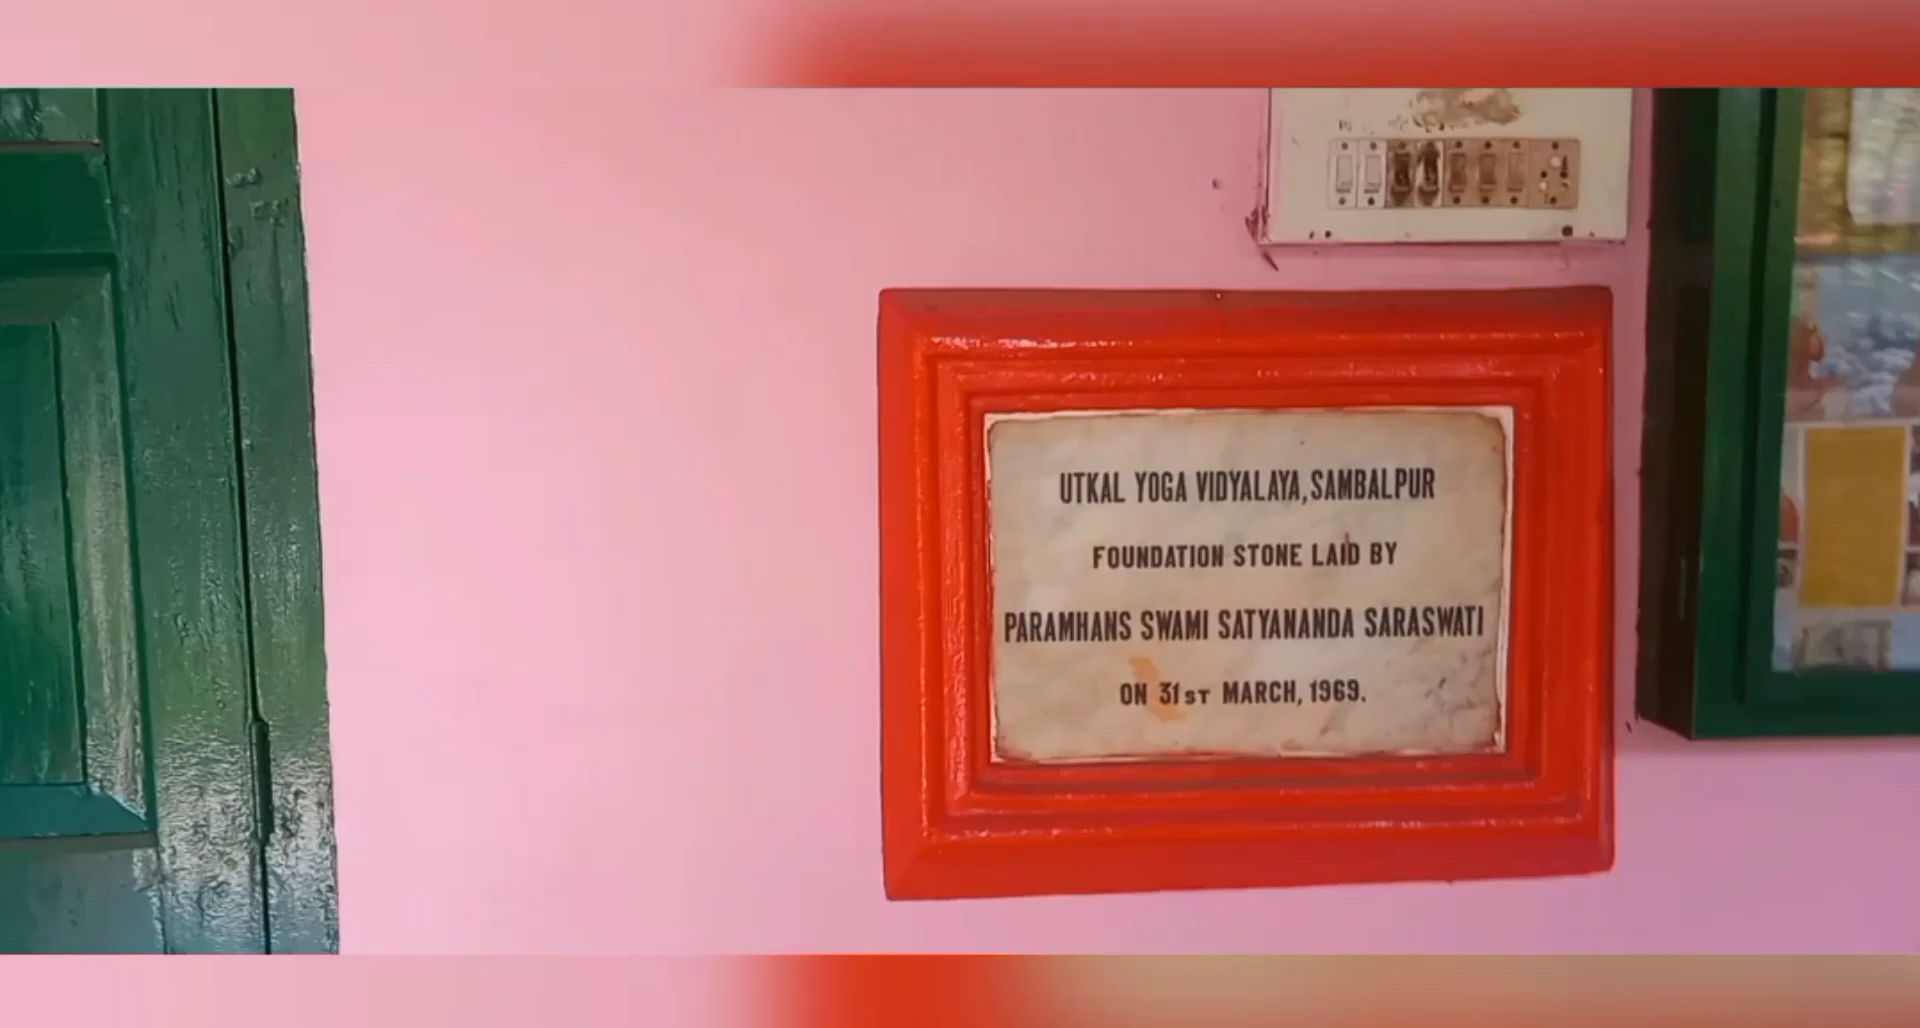 UTKAL YOGA VIDYALAYA, SAMBALPUR
FOUNDATION STONE LAID BY
PARAMHANS SWAMI SATYANANDA SARASWATI
ON 31ST MARCH, 1969.